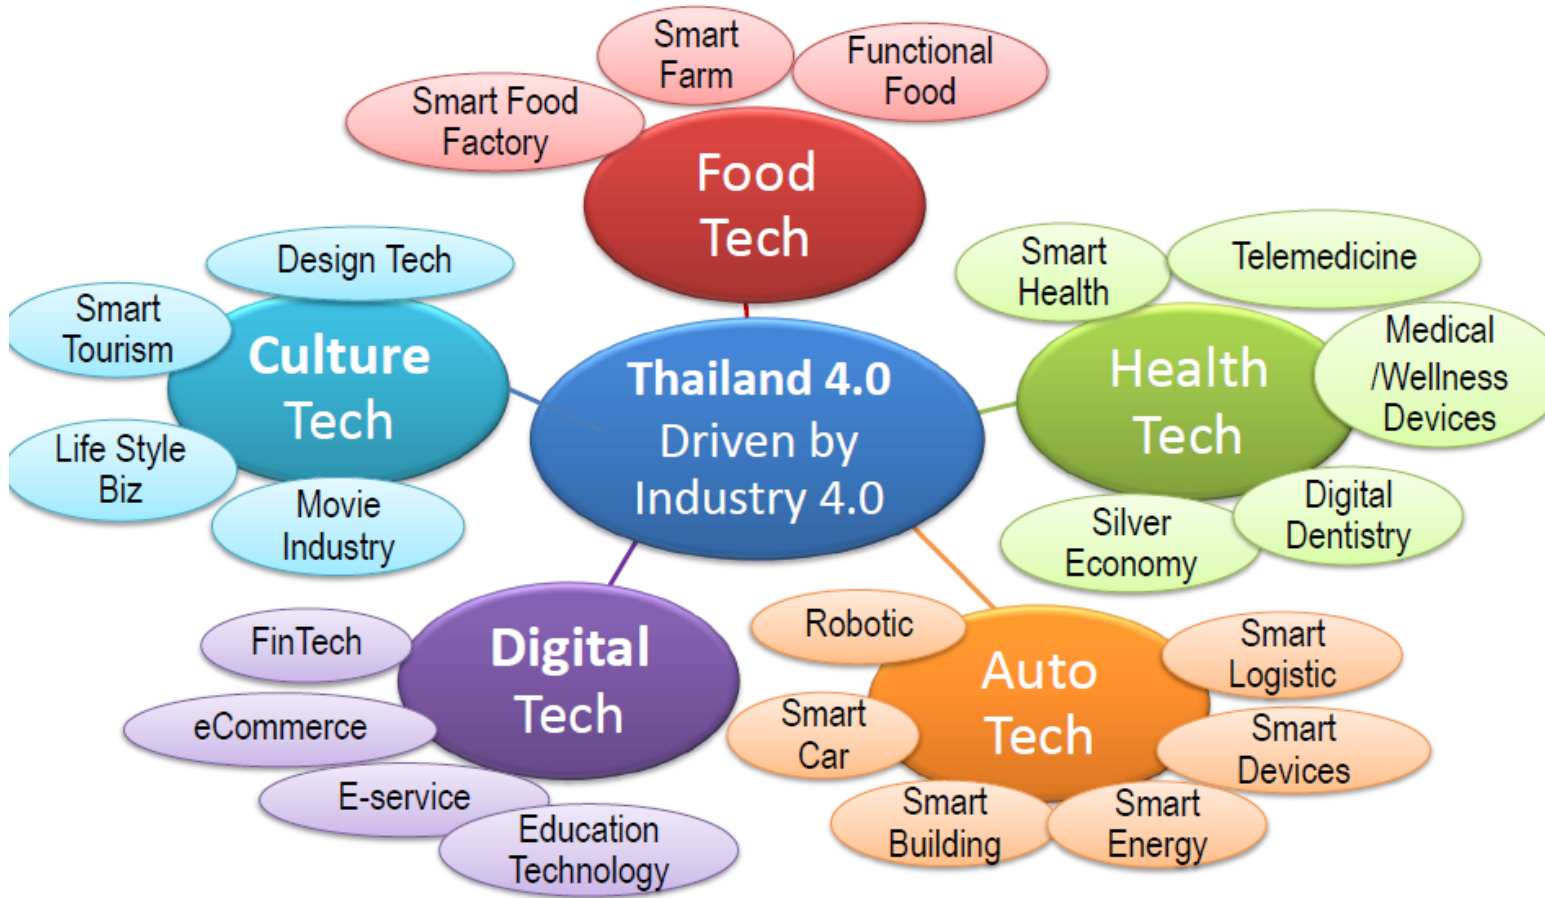 Smart
Farm
Functional
Food
Smart Food
Factory
Food
Tech
Design Tech
Smart
Tourism
Culture
Tech
Life Style
Biz
Movie
Industry
Thailand 4.0
Driven by
Industry 4.0
Smart
Health
Telemedicine
Medical
/Wellness
Devices
Health
Tech
Digital
Dentistry
Silver
Economy
FinTech
eCommerce
E-service
Education
Technology
Digital
Tech
Robotic
Smart
Car
Smart
Building
Smart
Energy
Smart
Devices
Smart
Logistic
Auto
Tech